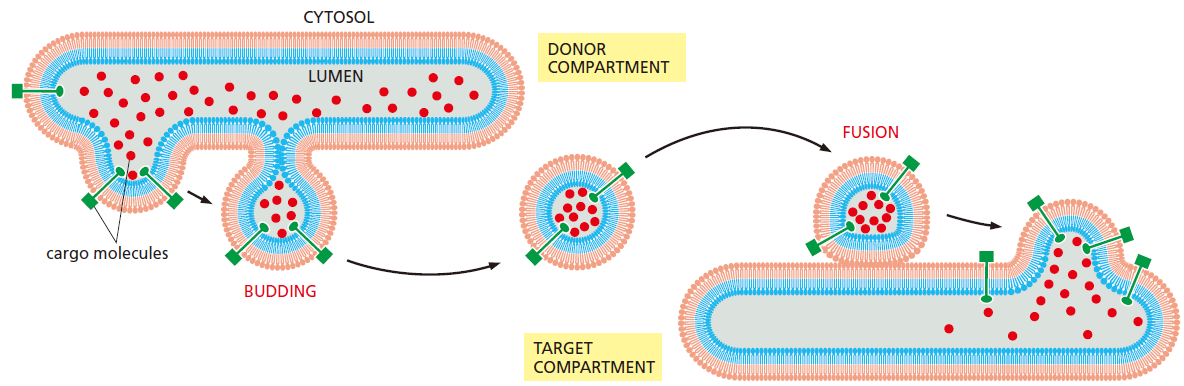 CYTOSOL
LUMEN
DONOR
COMPARTMENT
cargo molecules
BUDDING
FUSION
TARGET
COMPARTMENT